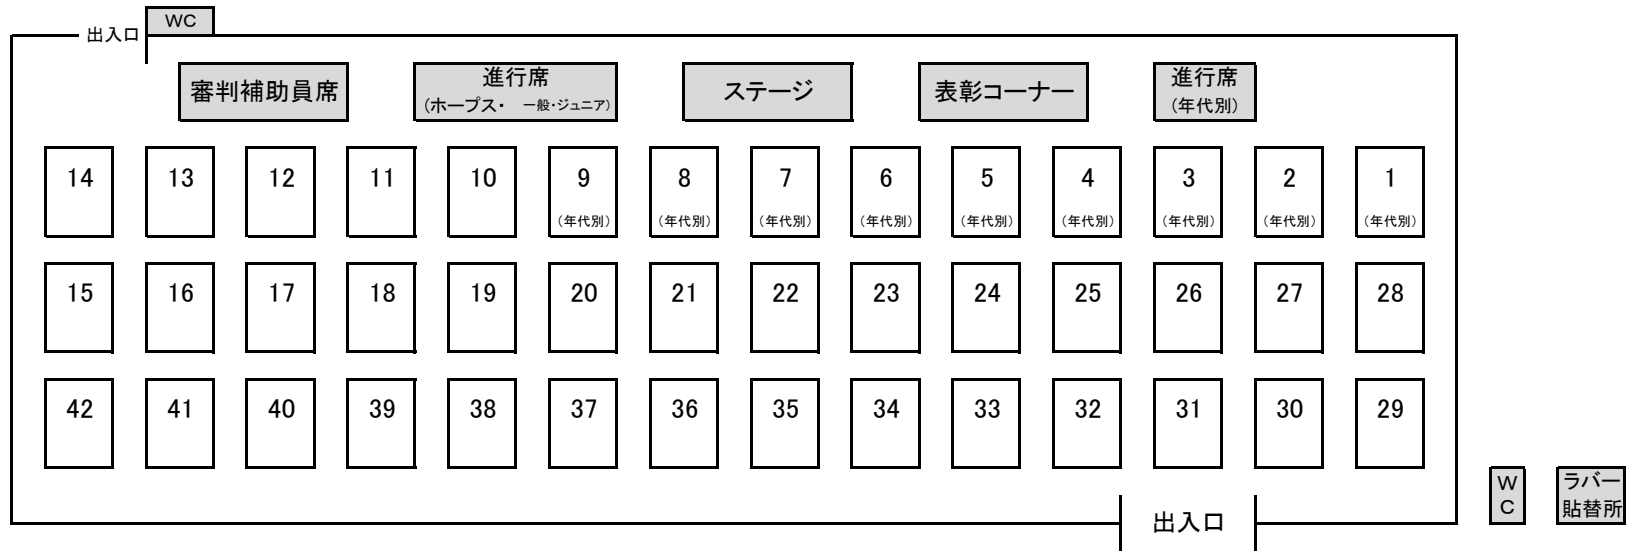 WC
出入口
審判補助員席
進行席
(ホープス・ 一般・ジュニア)
ステージ
表彰コーナー
進行席
(年代別)
14 13 12 11 10 9 8 7 6 5 4 3 2 1
(年代別) (年代別) (年代別) (年代別) (年代別) (年代別) (年代別) (年代別) (年代別)
15 16 17 18 19 20 21 22 23 24 25 26 27 28
42 41 40 39 38 37 36 35 34 33 32 31 30 29
出入口
W
C
ラバー
貼替所